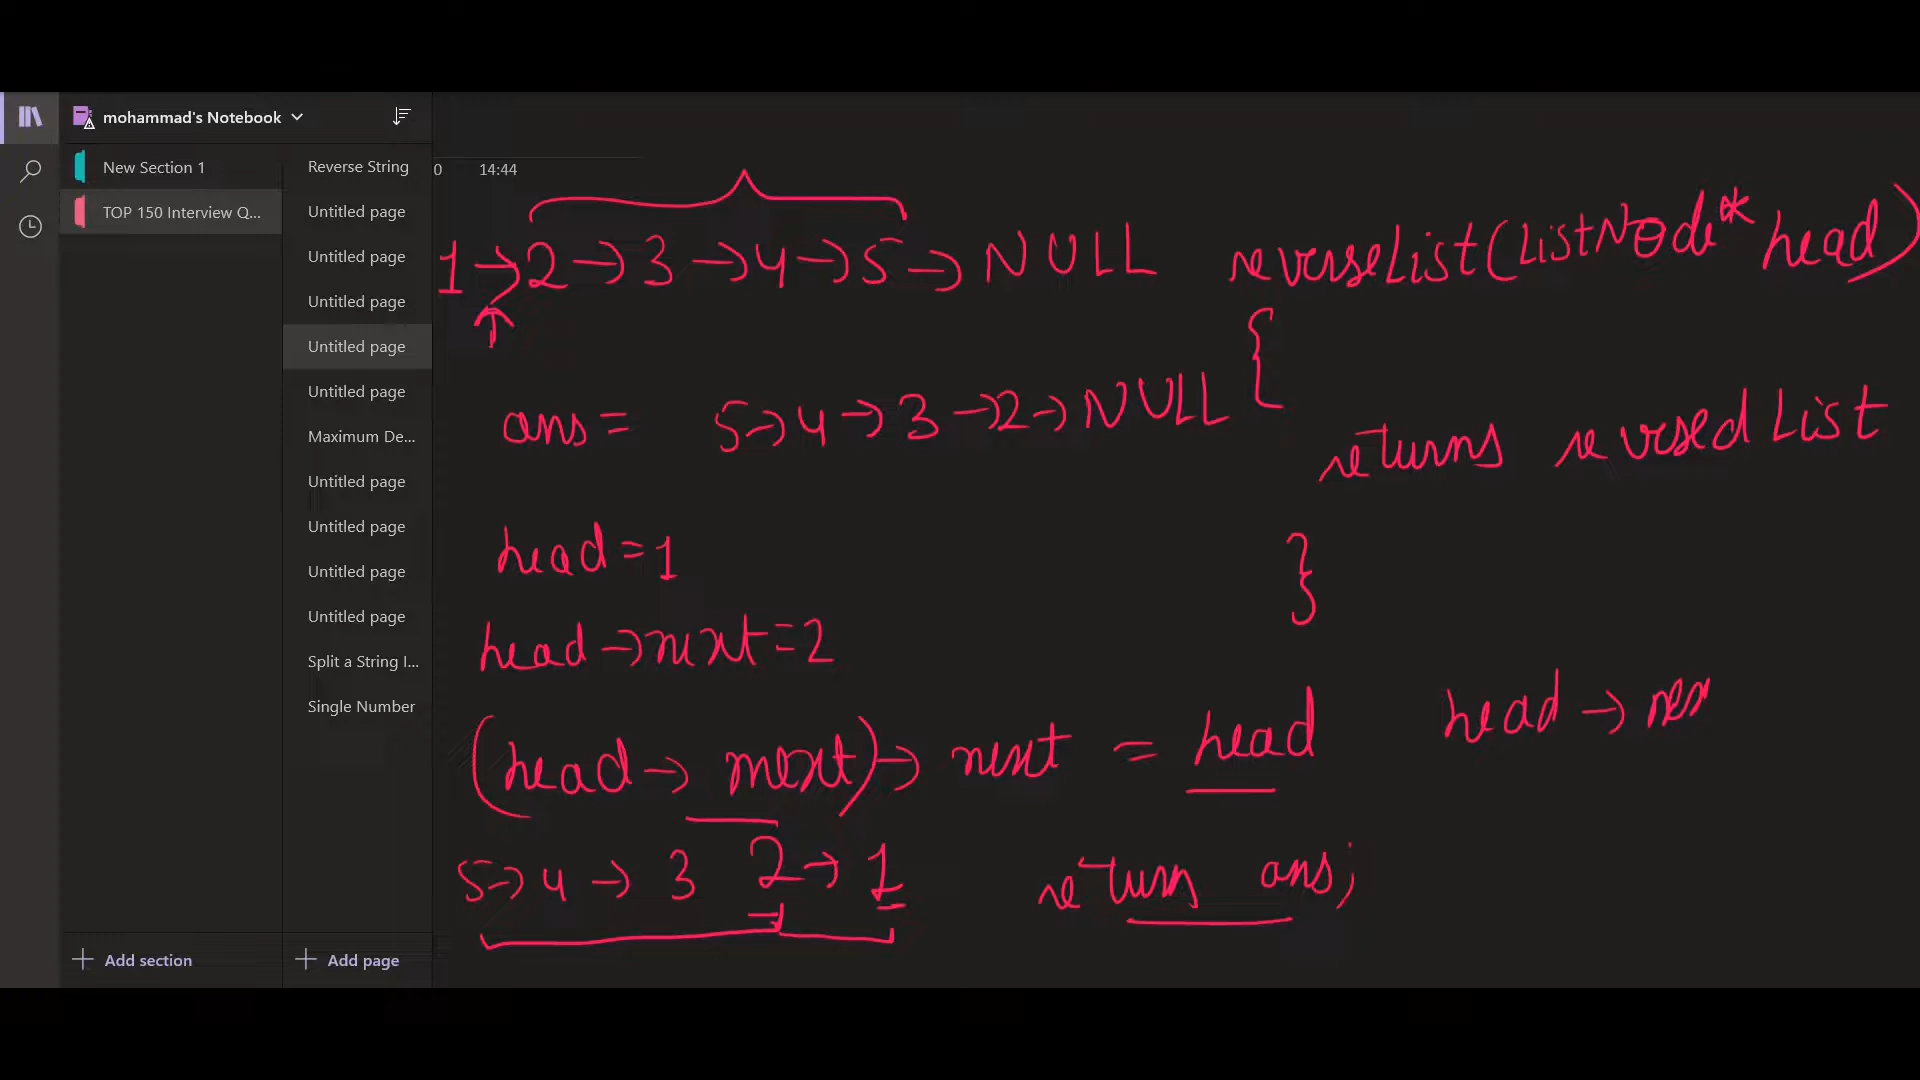 mohammad's Notebook
New Section 1
TOP 150 Interview Q...
Add section
Reverse String
Untitled page
Untitled page
Untitled page
Untitled page
Untitled page
Maximum De...
Untitled page
Untitled page
Untitled page
Untitled page
Split a String I...
Single Number
Add page
0 14:44
1 → 2 → 3 → 4 → 5 → NULL
ans = 5 → 4 → 3 → 2 → NULL
head = 1
head → next = 2
(head → next) → next = head
5 → 4 → 3 2 → 1
return ans;
reverseList(ListNode* head)
{
returns reversed List
}
head → nex